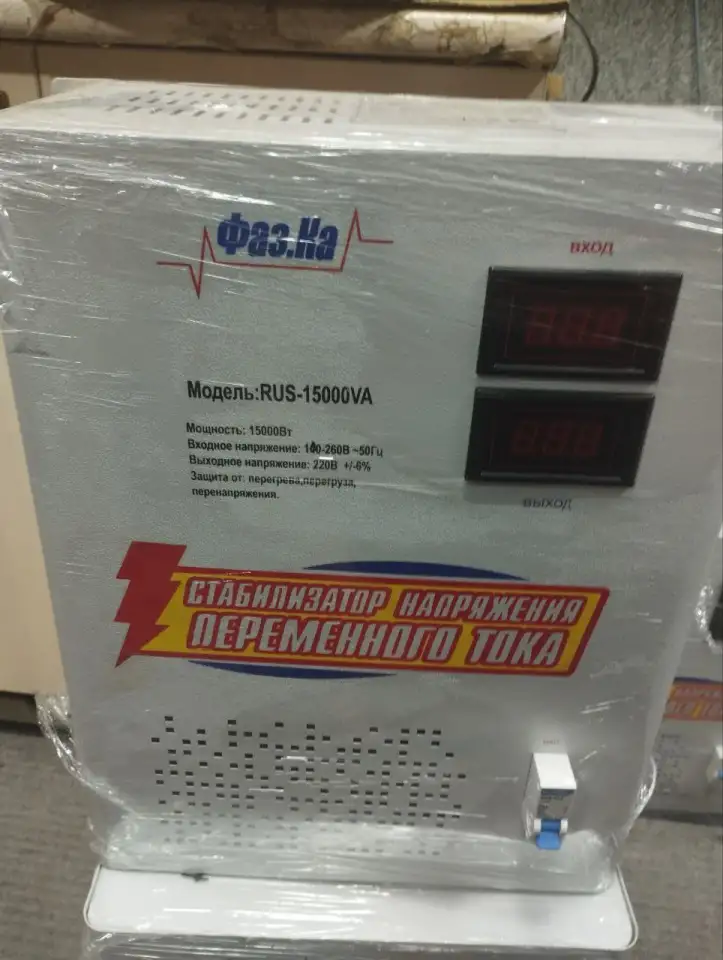 Фаз.Ка
ВХОД
Модель:RUS-15000VA
Мощность: 15000Вт
Входное напряжение: 100-260В ~50Гц
Выходное напряжение: 220В +/-6%
Защита от: перегрева,перегруза,
перенапряжения.
ВЫХОД
СТАБИЛИЗАТОР НАПРЯЖЕНИЯ
ПЕРЕМЕННОГО ТОКА